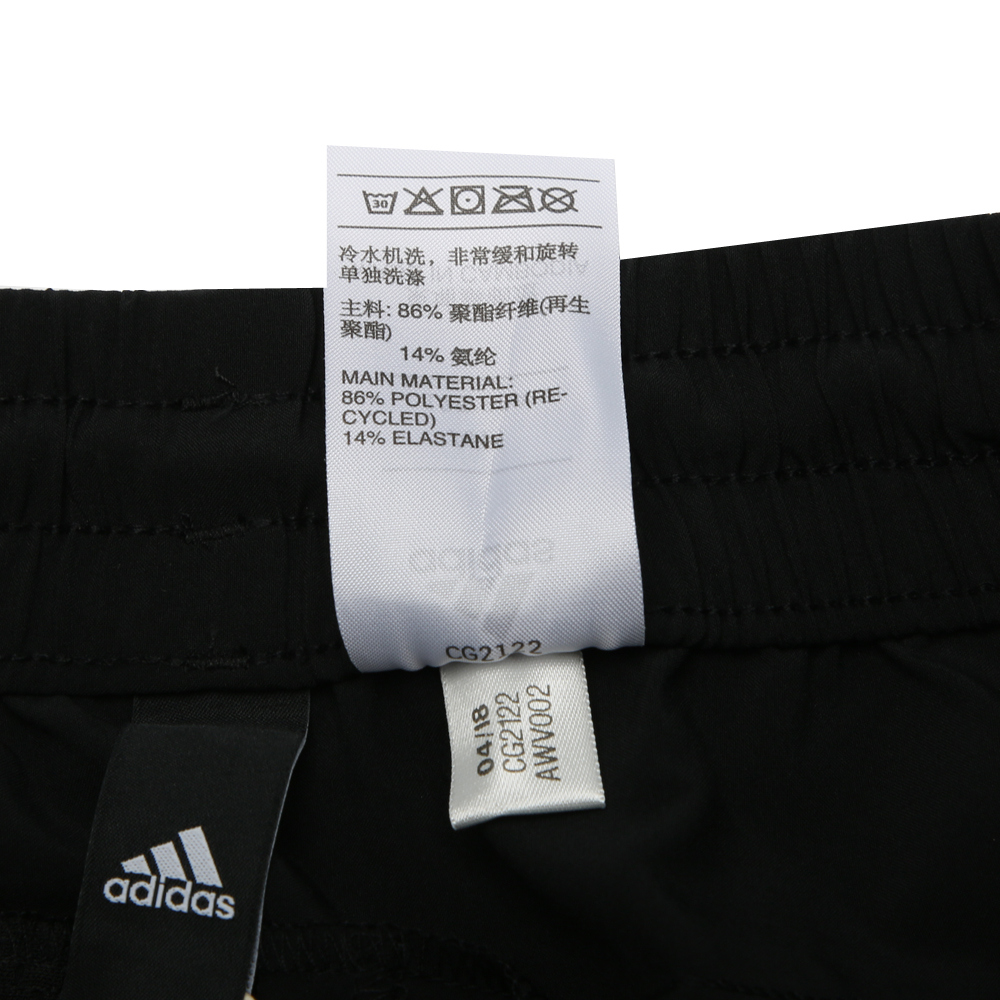 30
冷水机洗，非常缓和旋转
单独洗涤
主料: 86% 聚酯纤维(再生
聚酯)
14% 氨纶
MAIN MATERIAL:
86% POLYESTER (RE-
CYCLED)
14% ELASTANE
adidas
CG2122
04/18
CG2122
AWV002
adidas